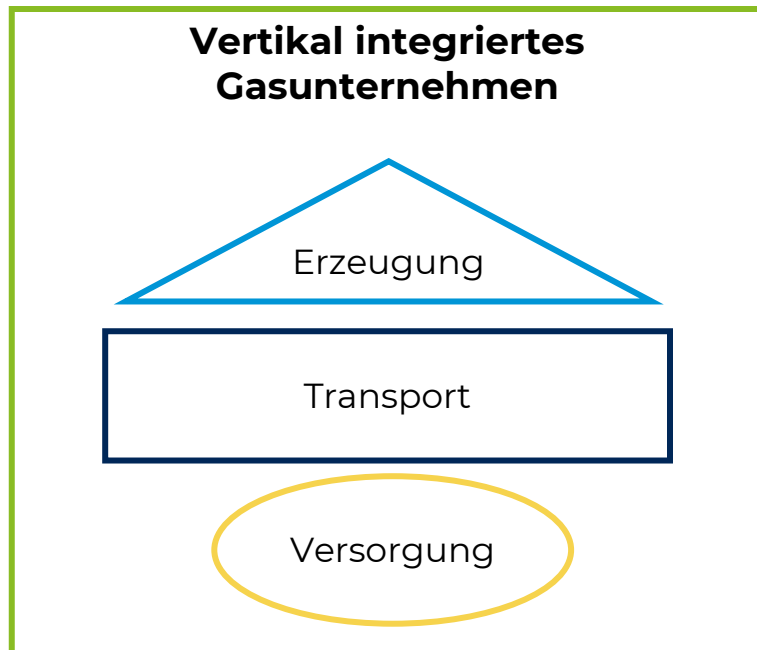 Vertikal integriertes
Gasunternehmen
Erzeugung
Transport
Versorgung